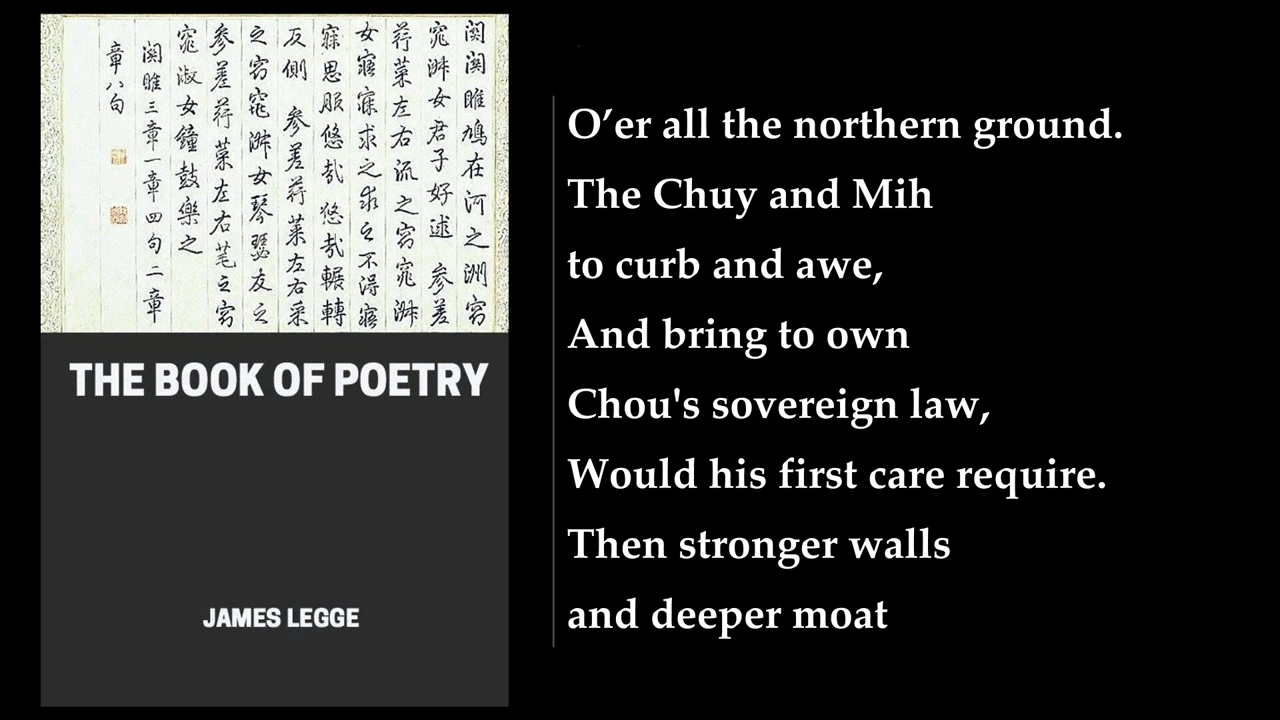 關關雎鳩在河之洲窈
窕淑女君子好逑 參差
荇菜左右流之窈窕淑
女寤寐求之求之不得寤
寐思服悠哉悠哉輾轉
反側 參差荇菜左右采
之窈窕淑女琴瑟友之
參差荇菜左右芼之窈
窕淑女鐘鼓樂之
關雎三章一章四句二章
章八句
THE BOOK OF POETRY
JAMES LEGGE
O’er all the northern ground.
The Chuy and Mih
to curb and awe,
And bring to own
Chou's sovereign law,
Would his first care require.
Then stronger walls
and deeper moat